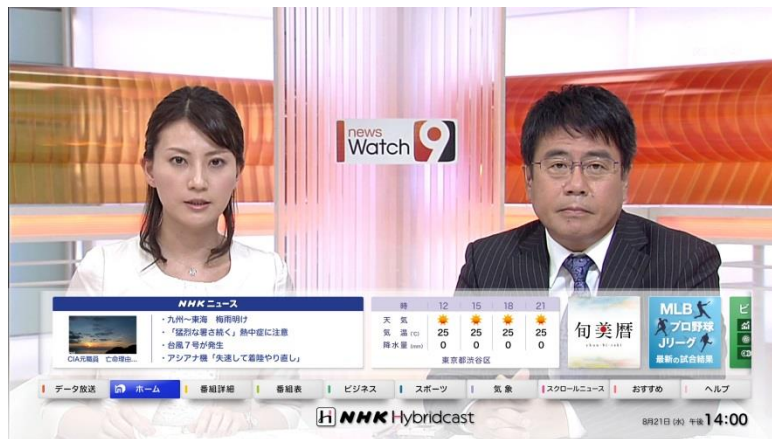 news
Watch 9
NHKニュース
・九州～東海 梅雨明け
・「猛烈な暑さ続く」熱中症に注意
・台風7号が発生
・アシアナ機「失速して着陸やり直し」
CIA元職員 亡命理由...
時 12 15 18 21
天気
気温 (℃) 25 25 25 25
降水量 (mm) 0 0 0 0
東京都渋谷区
旬美暦
MLB
プロ野球
Jリーグ
最新の試合結果
ビ
データ放送 ホーム 番組詳細 番組表 ビジネス スポーツ 気象 スクロールニュース おすすめ ヘルプ
NHK Hybridcast
8月21日 (水) 午後14:00